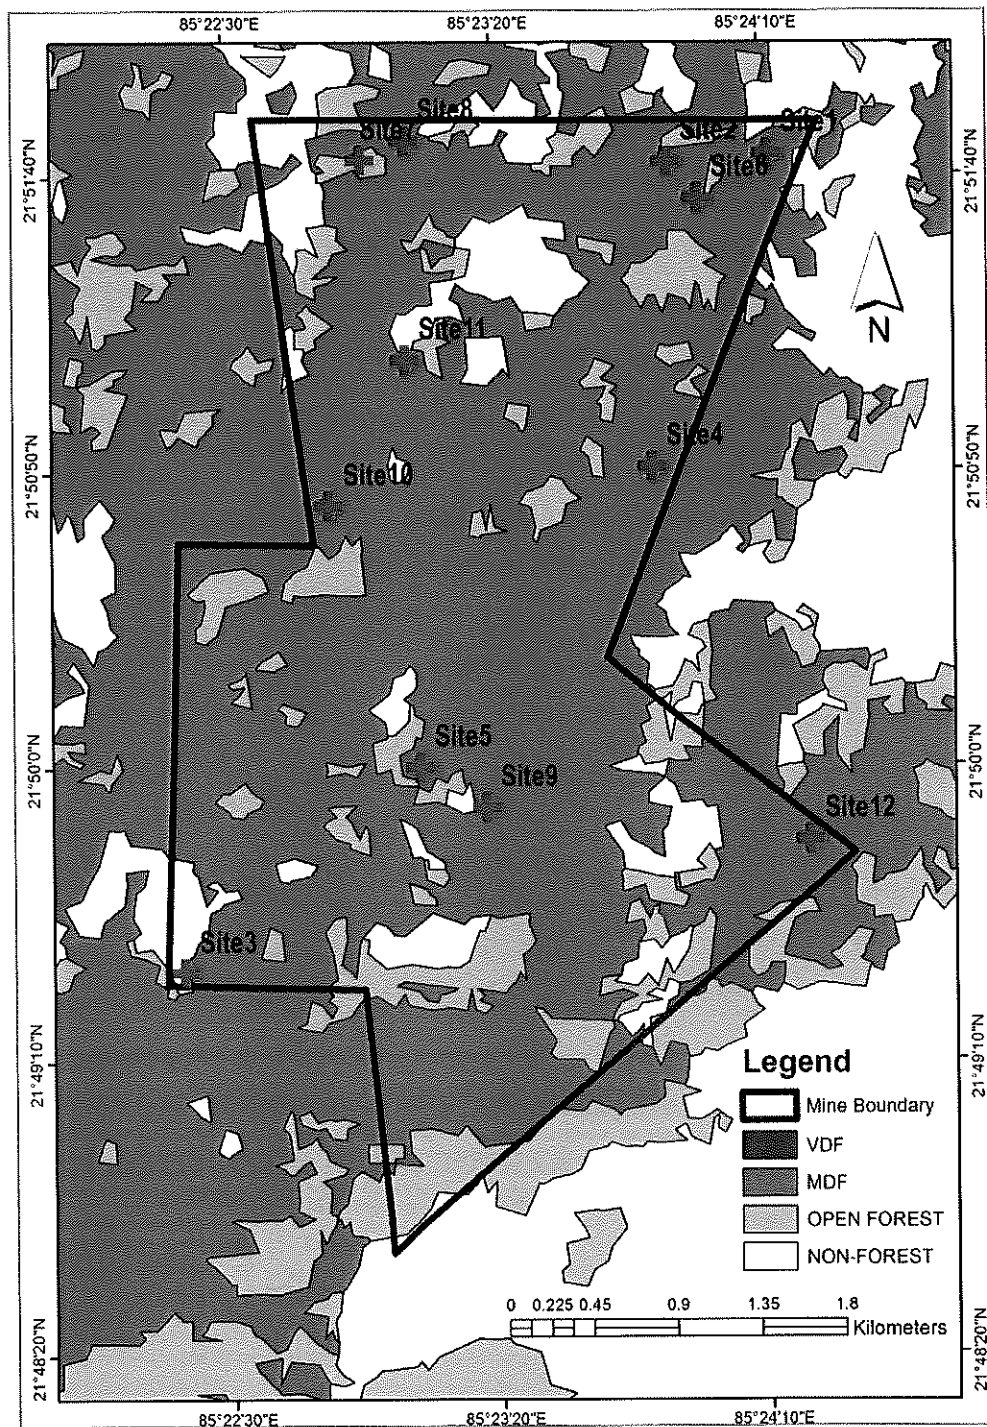 85°22'30"E 85°23'20"E 85°24'10"E
Site8
Site7
Site2
Site1
Site6
21°51'40"N 21°51'40"N
N
Site11
Site4
21°50'50"N 21°50'50"N
Site10
Site5
21°50'0"N 21°50'0"N
Site9
Site12
Site3
21°49'10"N 21°49'10"N
Legend
Mine Boundary
VDF
MDF
OPEN FOREST
NON-FOREST
0 0.225 0.45 0.9 1.35 1.8
Kilometers
21°48'20"N 21°48'20"N
85°22'30"E 85°23'20"E 85°24'10"E